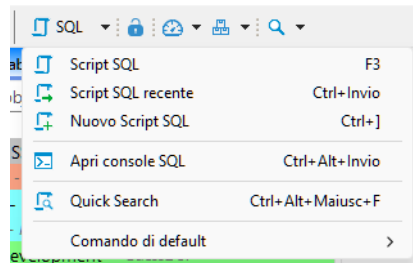 SQL
Script SQL F3
Script SQL recente Ctrl+Invio
Nuovo Script SQL Ctrl+]
Apri console SQL Ctrl+Alt+Invio
Quick Search Ctrl+Alt+Maiusc+F
Comando di default